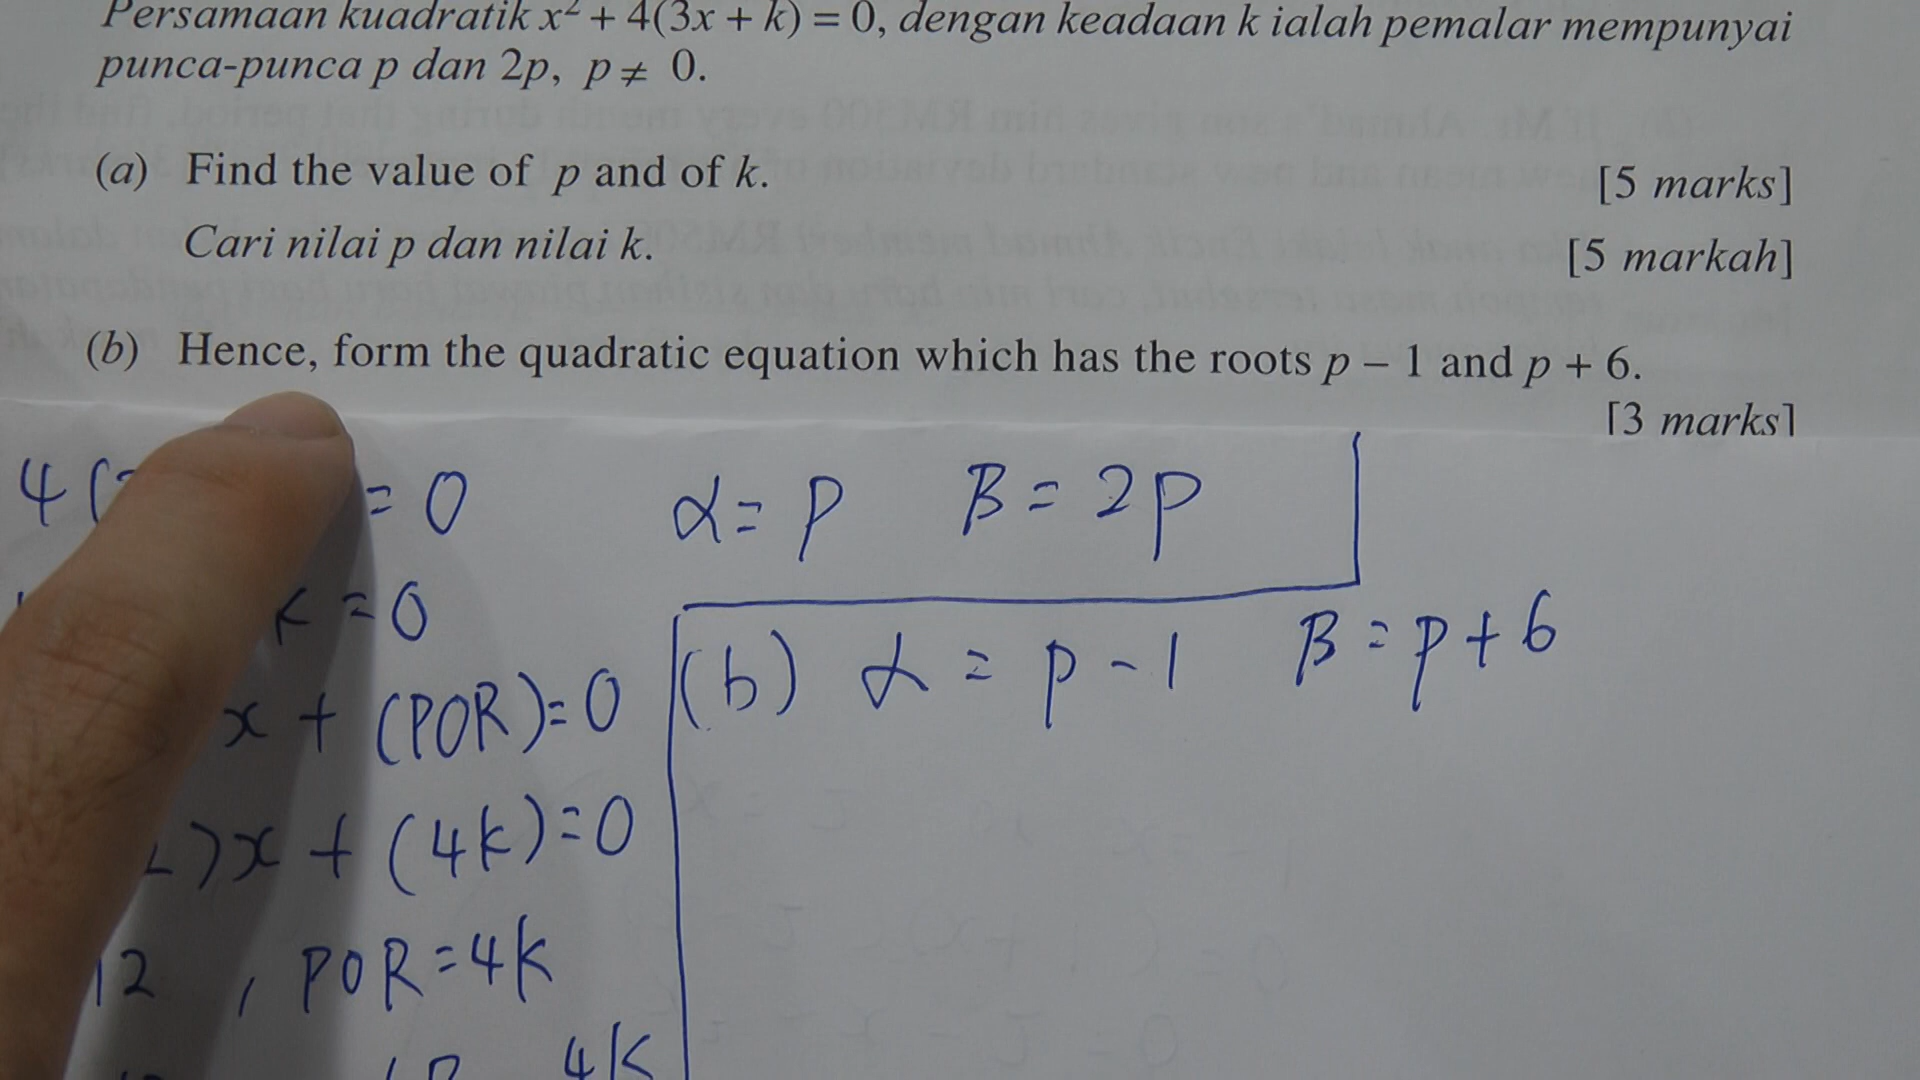 Persamaan kuadratik x² + 4(3x + k) = 0, dengan keadaan k ialah pemalar mempunyai
punca-punca p dan 2p, p ≠ 0.
(a) Find the value of p and of k. [5 marks]
Cari nilai p dan nilai k. [5 markah]
(b) Hence, form the quadratic equation which has the roots p – 1 and p + 6.
[3 marks]
4( = 0
α = p β = 2p
k = 0
(b) α = p - 1 β = p + 6
x + (POR) = 0
)x + (4k) = 0
12 , POR = 4k
4k